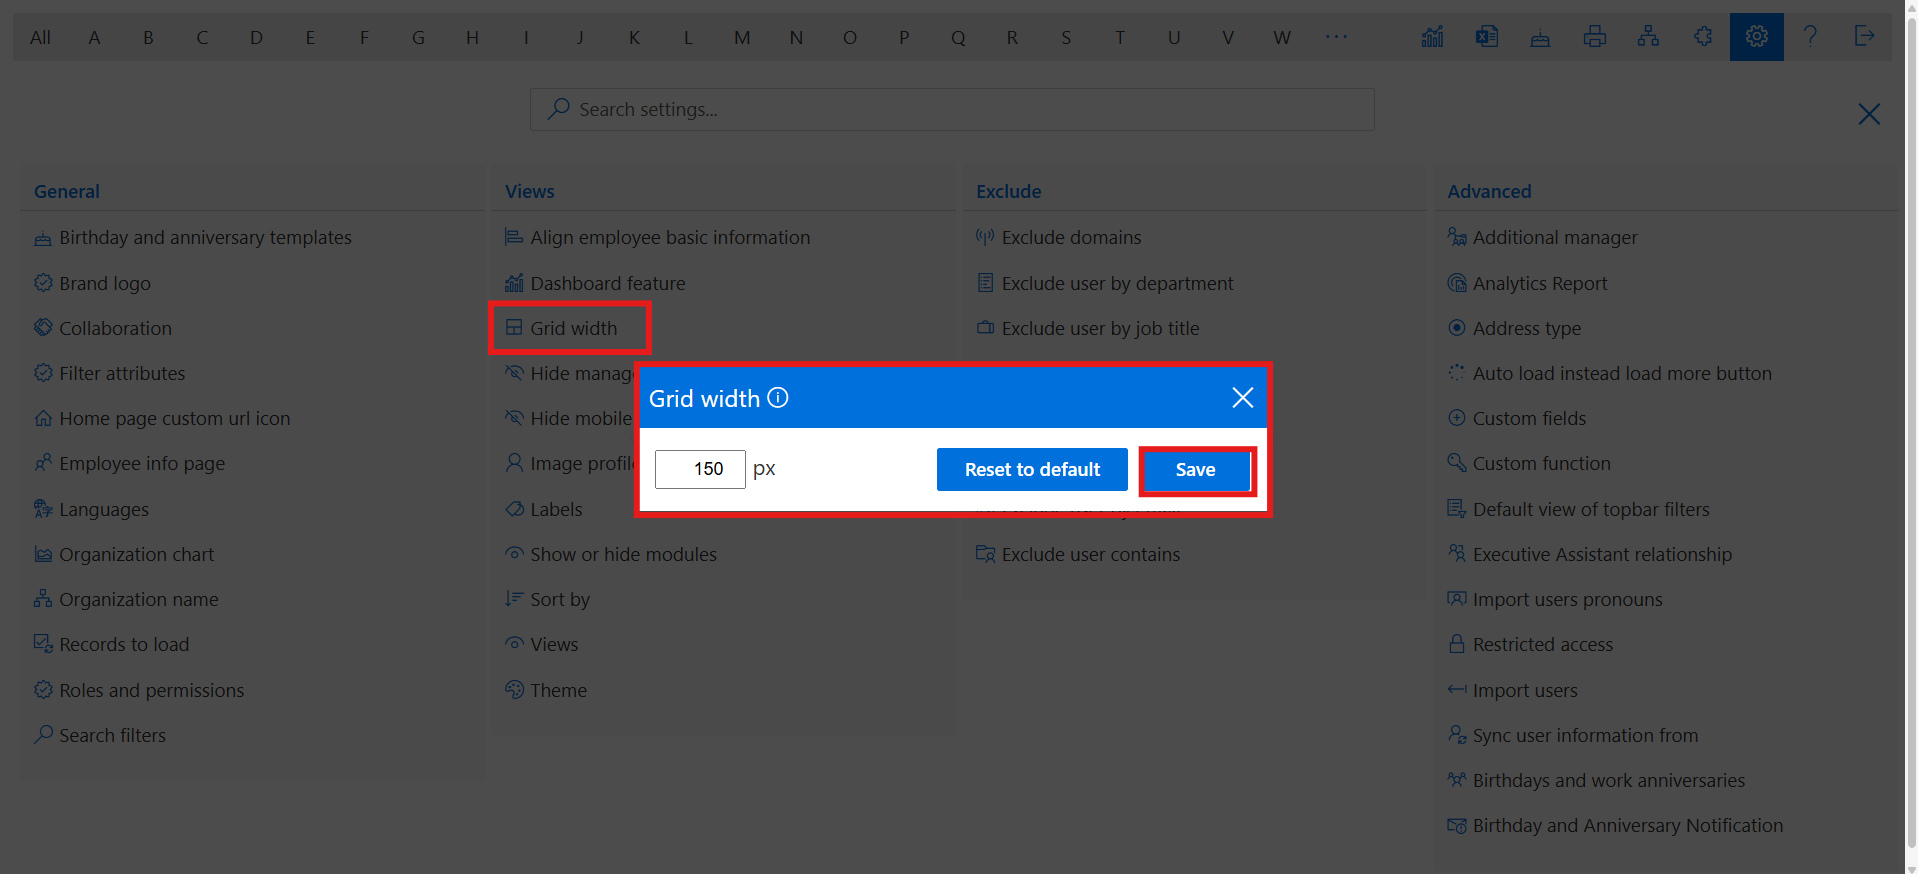 All A B C D E F G H I J K L M N O P Q R S T U V W ...
Search settings...
General
Birthday and anniversary templates
Brand logo
Collaboration
Filter attributes
Home page custom url icon
Employee info page
Languages
Organization chart
Organization name
Records to load
Roles and permissions
Search filters
Views
Align employee basic information
Dashboard feature
Grid width
Hide manag
Hide mobile
Image profil
Labels
Show or hide modules
Sort by
Views
Theme
Exclude
Exclude domains
Exclude user by department
Exclude user by job title
Exclude user contains
Advanced
Additional manager
Analytics Report
Address type
Auto load instead load more button
Custom fields
Custom function
Default view of topbar filters
Executive Assistant relationship
Import users pronouns
Restricted access
Import users
Sync user information from
Birthdays and work anniversaries
Birthday and Anniversary Notification
Grid width
150 px
Reset to default
Save